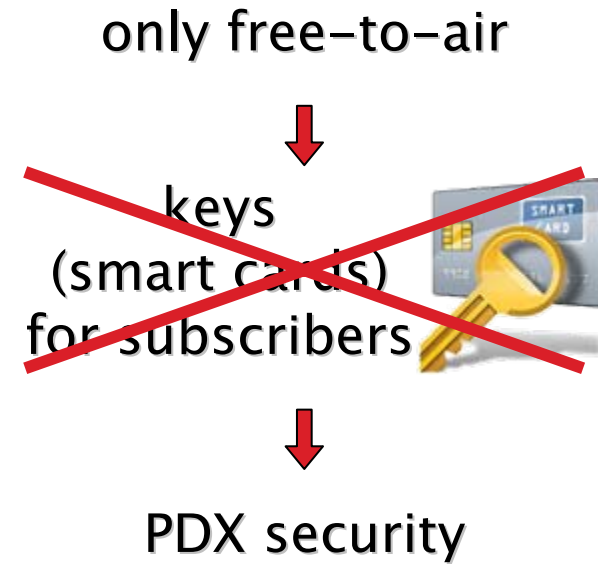 only free-to-air
keys
(smart cards)
for subscribers
SMART
CARD
PDX security